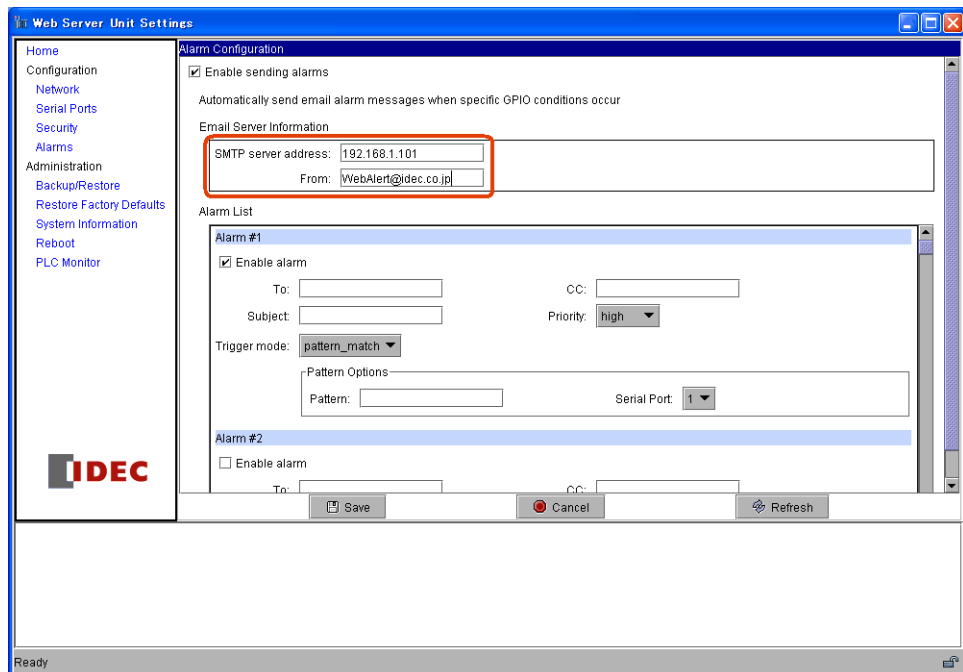 Web Server Unit Settings
Home
Configuration
Network
Serial Ports
Security
Alarms
Administration
Backup/Restore
Restore Factory Defaults
System Information
Reboot
PLC Monitor
IDEC
Alarm Configuration
Enable sending alarms
Automatically send email alarm messages when specific GPIO conditions occur
Email Server Information
SMTP server address: 192.168.1.101
From: WebAlert@idec.co.jp
Alarm List
Alarm #1
Enable alarm
To: CC:
Subject: Priority: high
Trigger mode: pattern_match
Pattern Options
Pattern: Serial Port: 1
Alarm #2
Enable alarm
To: CC:
Save Cancel Refresh
Ready